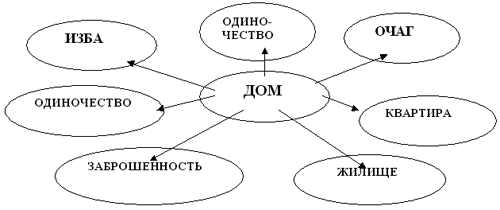 ОДИНО-
ЧЕСТВО
ОЧАГ
ИЗБА
ДОМ
ОДИНОЧЕСТВО
КВАРТИРА
ЗАБРОШЕННОСТЬ
ЖИЛИЩЕ